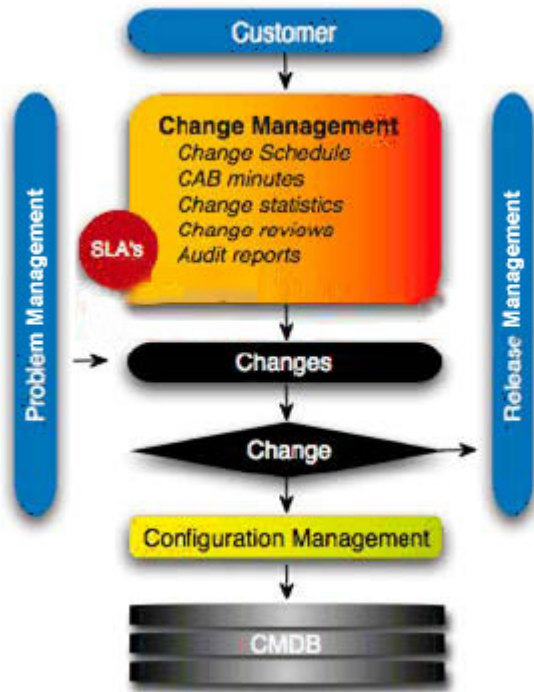 Customer
Change Management
Change Schedule
CAB minutes
Change statistics
Change reviews
Audit reports
SLA's
Problem Management
Release Management
Changes
Change
Configuration Management
CMDB